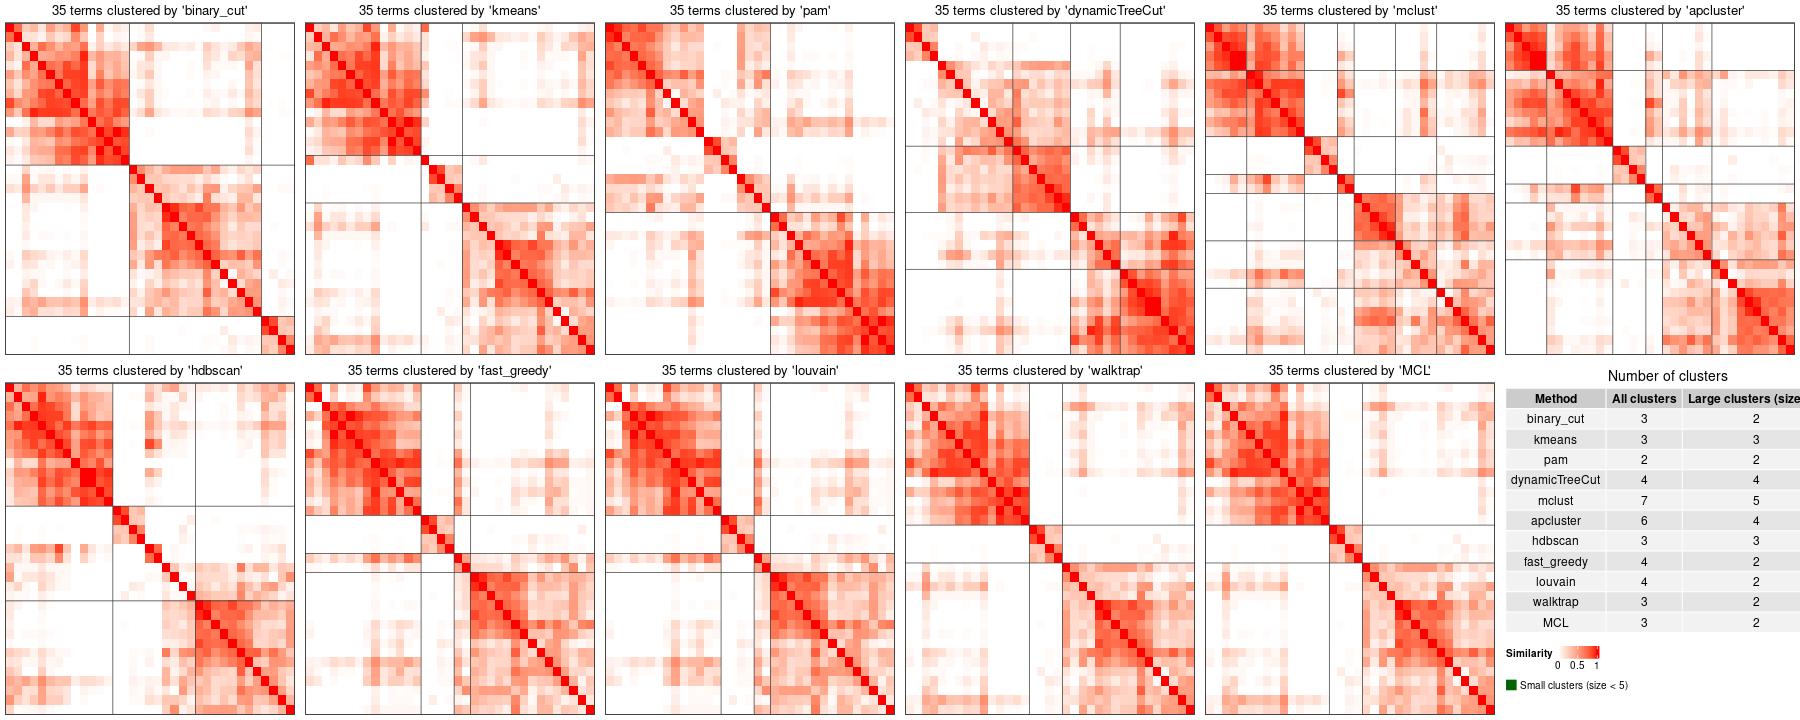 35 terms clustered by 'binary_cut'
35 terms clustered by 'kmeans'
35 terms clustered by 'pam'
35 terms clustered by 'dynamicTreeCut'
35 terms clustered by 'mclust'
35 terms clustered by 'apcluster'
35 terms clustered by 'hdbscan'
35 terms clustered by 'fast_greedy'
35 terms clustered by 'louvain'
35 terms clustered by 'walktrap'
35 terms clustered by 'MCL'
Number of clusters
Method All clusters Large clusters (size
binary_cut 3 2
kmeans 3 3
pam 2 2
dynamicTreeCut 4 4
mclust 7 5
apcluster 6 4
hdbscan 3 3
fast_greedy 4 2
louvain 4 2
walktrap 3 2
MCL 3 2
Similarity
0 0.5 1
Small clusters (size < 5)